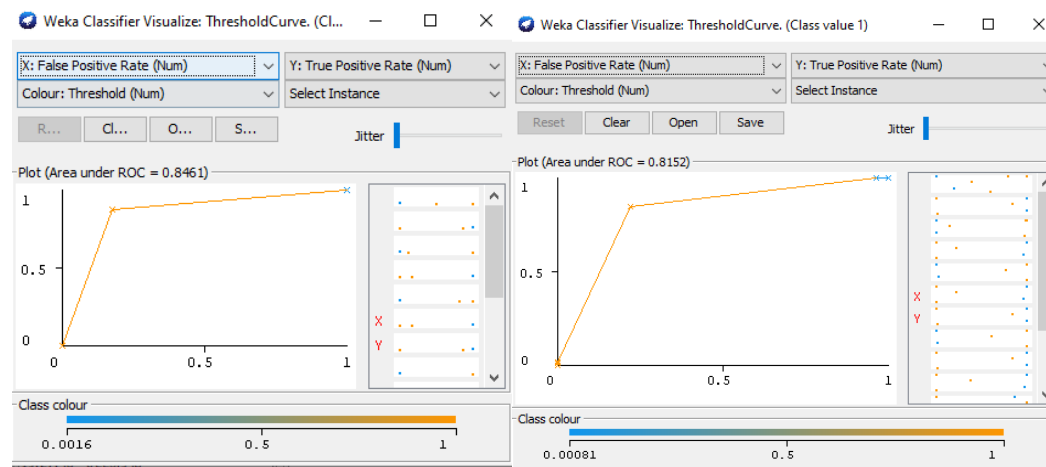 Weka Classifier Visualize: ThresholdCurve. (Cl...
X: False Positive Rate (Num)
Y: True Positive Rate (Num)
Colour: Threshold (Num)
Select Instance
R...
Cl...
O...
S...
Jitter
Plot (Area under ROC = 0.8461)
1
0.5
0
0
0.5
1
X
Y
Class colour
0.0016
0.5
1
Weka Classifier Visualize: ThresholdCurve. (Class value 1)
X: False Positive Rate (Num)
Y: True Positive Rate (Num)
Colour: Threshold (Num)
Select Instance
Reset
Clear
Open
Save
Jitter
Plot (Area under ROC = 0.8152)
1
0.5
0
0
0.5
1
X
Y
Class colour
0.00081
0.5
1